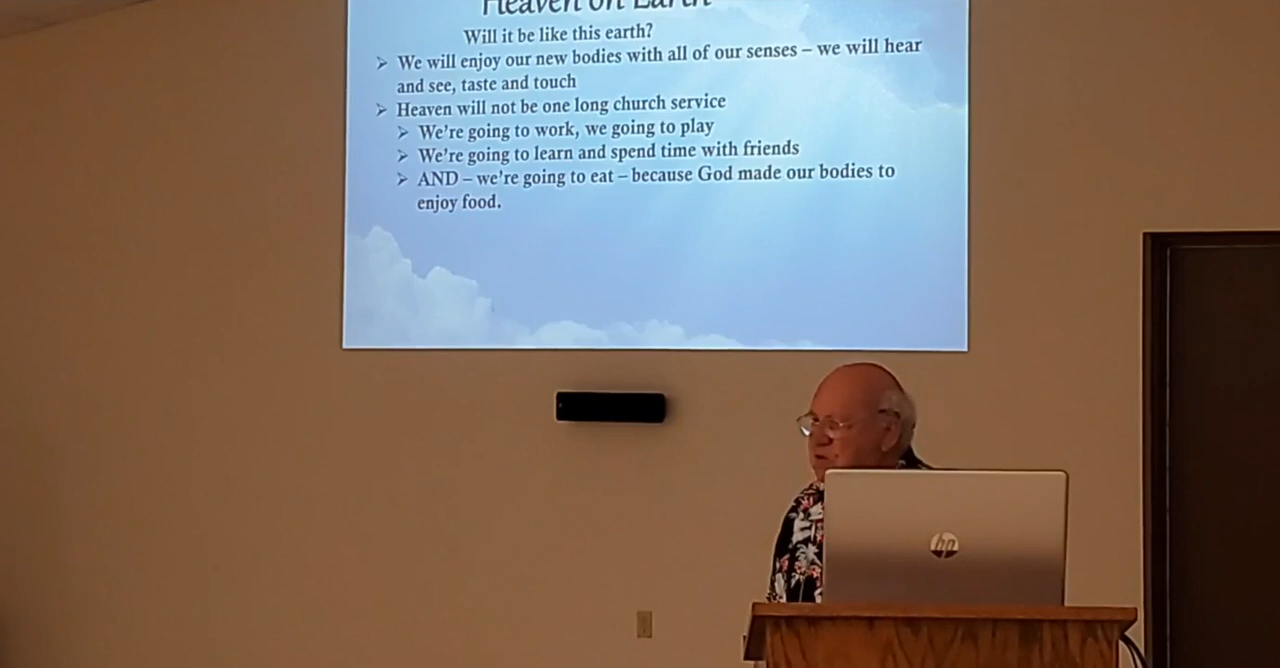 Heaven on Earth
Will it be like this earth?
➢ We will enjoy our new bodies with all of our senses – we will hear
and see, taste and touch
➢ Heaven will not be one long church service
➢ We're going to work, we going to play
➢ We're going to learn and spend time with friends
➢ AND – we're going to eat – because God made our bodies to
enjoy food.
hp